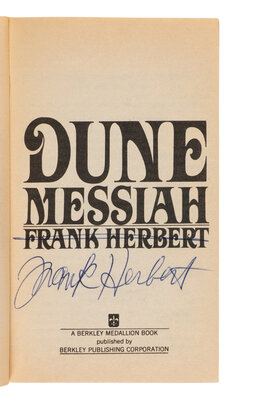 DUNE
MESSIAH
FRANK HERBERT
Frank Herbert
A BERKLEY MEDALLION BOOK
published by
BERKLEY PUBLISHING CORPORATION